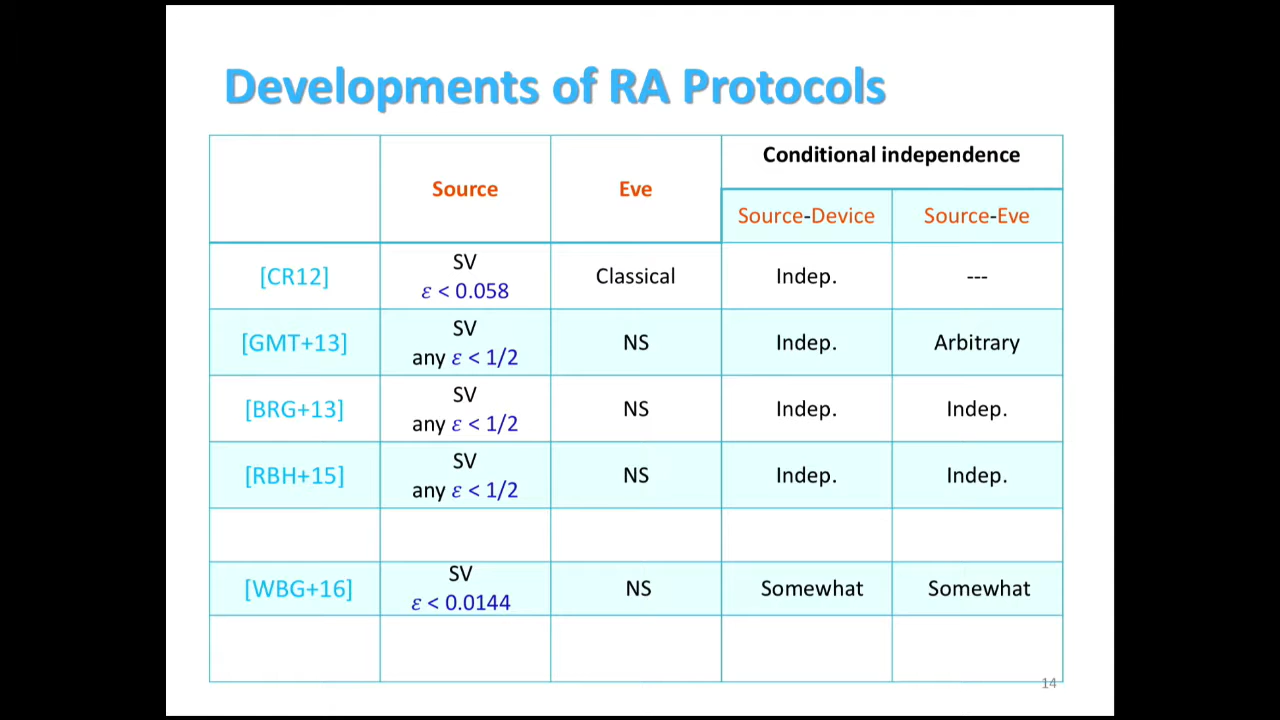 Developments of RA Protocols
Conditional independence
Source
Eve
Source-Device
Source-Eve
[CR12]
SV
ε < 0.058
Classical
Indep.
---
[GMT+13]
SV
any ε < 1/2
NS
Indep.
Arbitrary
[BRG+13]
SV
any ε < 1/2
NS
Indep.
Indep.
[RBH+15]
SV
any ε < 1/2
NS
Indep.
Indep.
[WBG+16]
SV
ε < 0.0144
NS
Somewhat
Somewhat
14